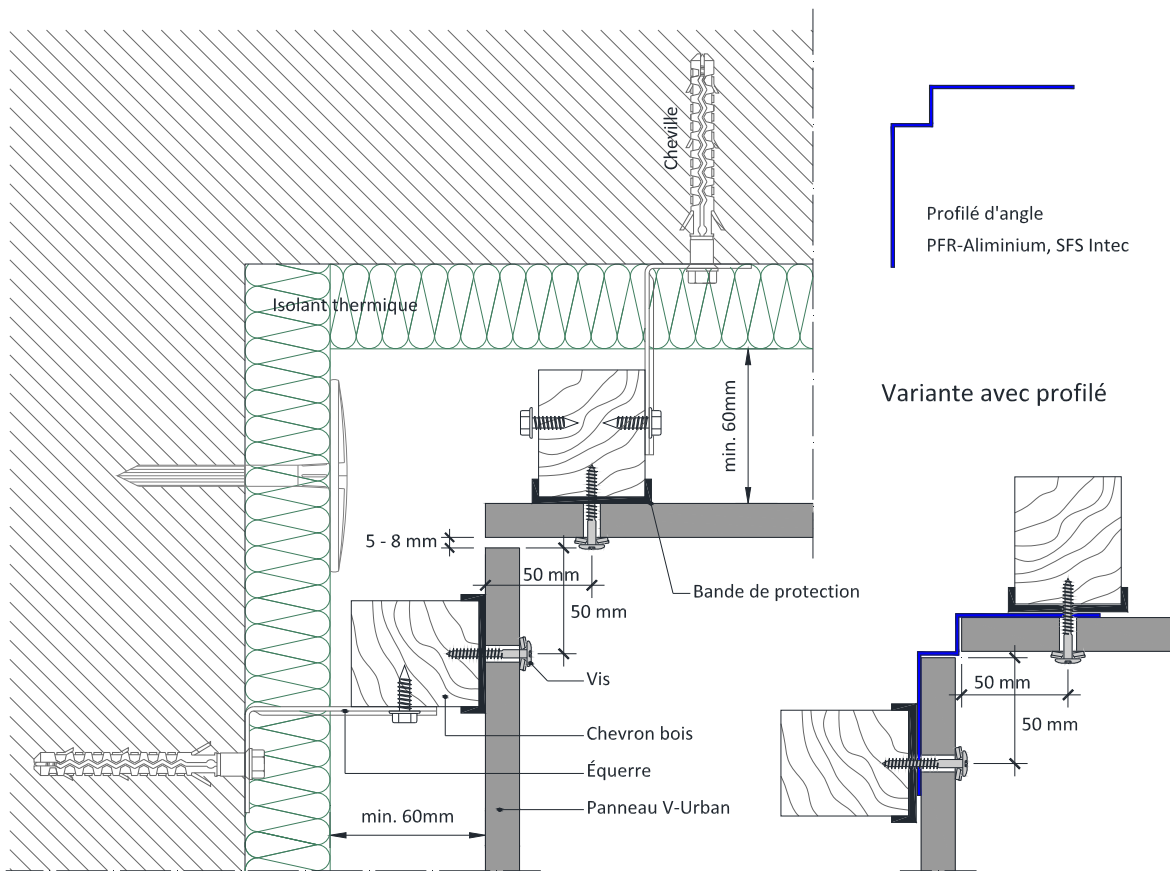 Cheville
Profilé d'angle
PFR-Aliminium, SFS Intec
Isolant thermique
Variante avec profilé
min. 60mm
5 - 8 mm
50 mm
50 mm
Bande de protection
Vis
Chevron bois
Équerre
Panneau V-Urban
min. 60mm
50 mm
50 mm